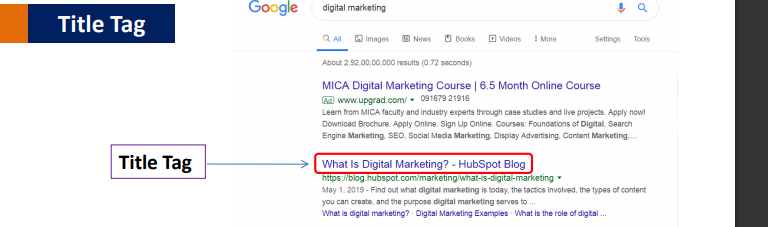 Title Tag
Google
digital marketing
All Images News Books Videos More Settings Tools
About 2,92,00,00,000 results (0.72 seconds)
MICA Digital Marketing Course | 6.5 Month Online Course
Ad www.upgrad.com/ 091679 21916
Learn from MICA faculty and industry experts through case studies and live projects. Apply now!
Download Brochure. Apply Online. Sign Up Online. Courses: Foundations of Digital, Search
Engine Marketing, SEO, Social Media Marketing, Display Advertising, Content Marketing,...
Title Tag
What Is Digital Marketing? - HubSpot Blog
https://blog.hubspot.com/marketing/what-is-digital-marketing
May 1, 2019 - Find out what digital marketing is today, the tactics involved, the types of content
you can create, and the purpose digital marketing serves to ...
What is digital marketing? · Digital Marketing Examples · What is the role of digital ...